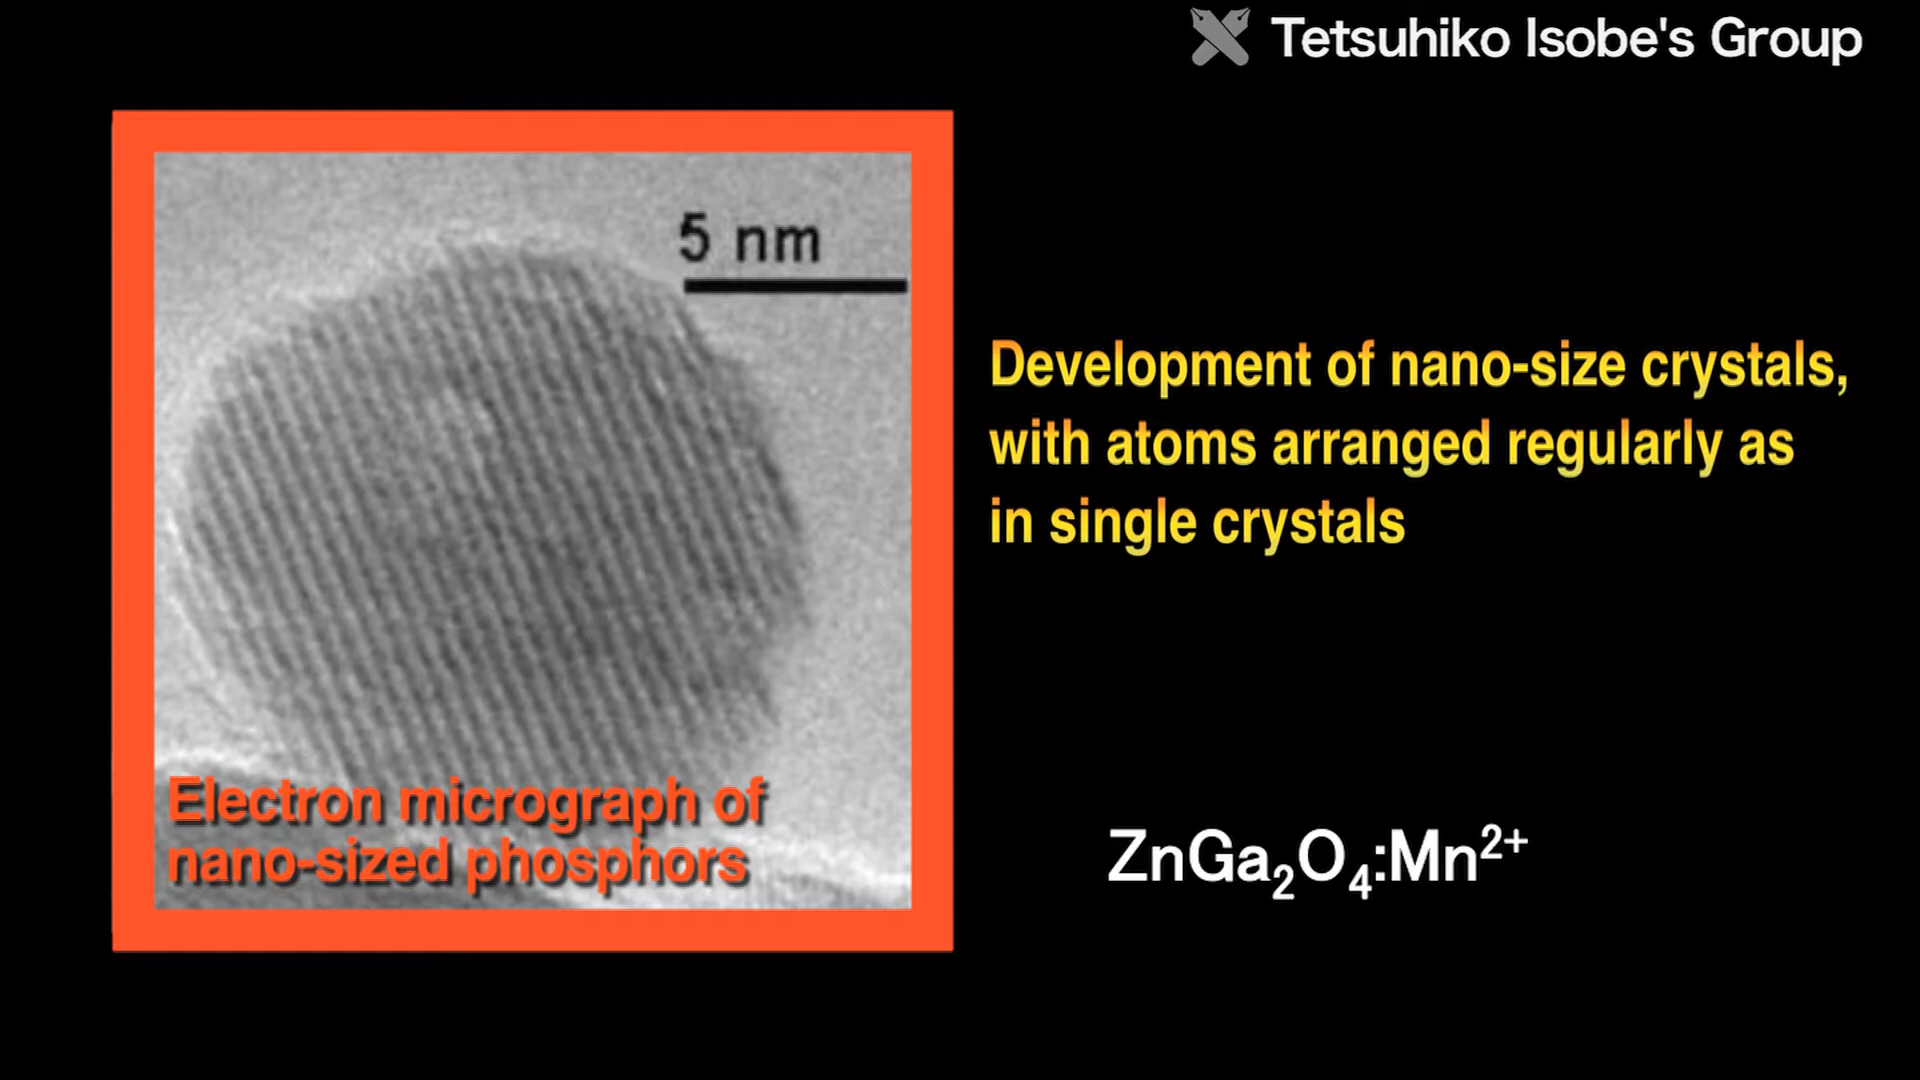 Tetsuhiko Isobe's Group
5 nm
Development of nano-size crystals,
with atoms arranged regularly as
in single crystals
Electron micrograph of
nano-sized phosphors
ZnGa₂O₄:Mn²⁺